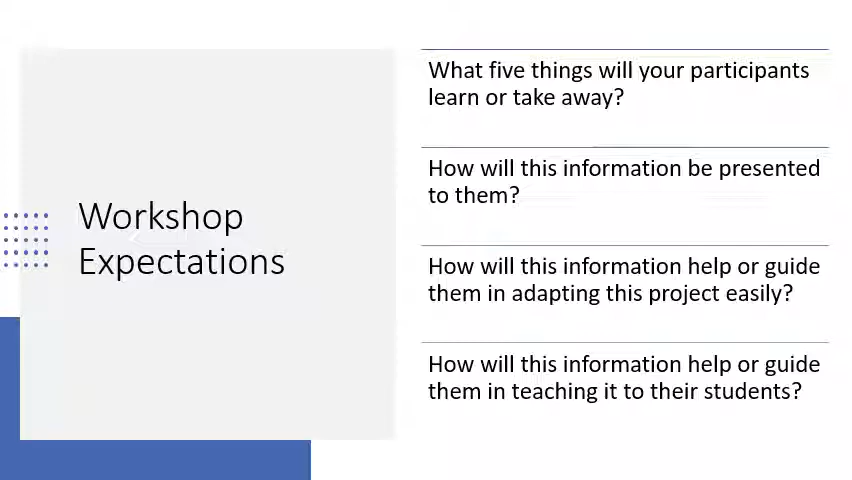 Workshop
Expectations
What five things will your participants
learn or take away?
How will this information be presented
to them?
How will this information help or guide
them in adapting this project easily?
How will this information help or guide
them in teaching it to their students?